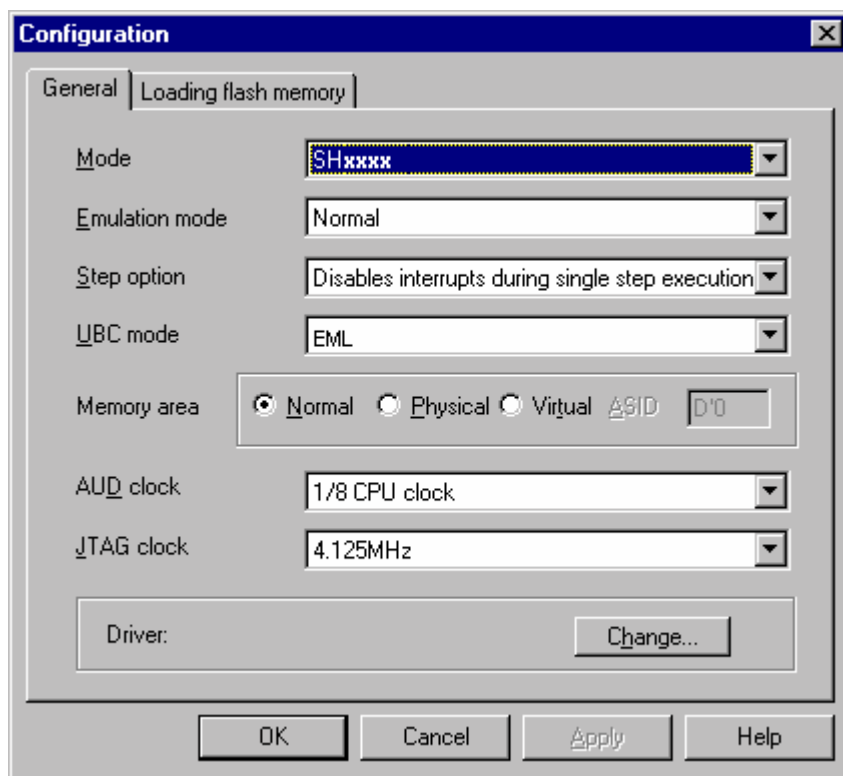 Configuration
General Loading flash memory
Mode SHxxxx
Emulation mode Normal
Step option Disables interrupts during single step execution
UBC mode EML
Memory area Normal Physical Virtual ASID D'0
AUD clock 1/8 CPU clock
JTAG clock 4.125MHz
Driver: Change...
OK Cancel Apply Help